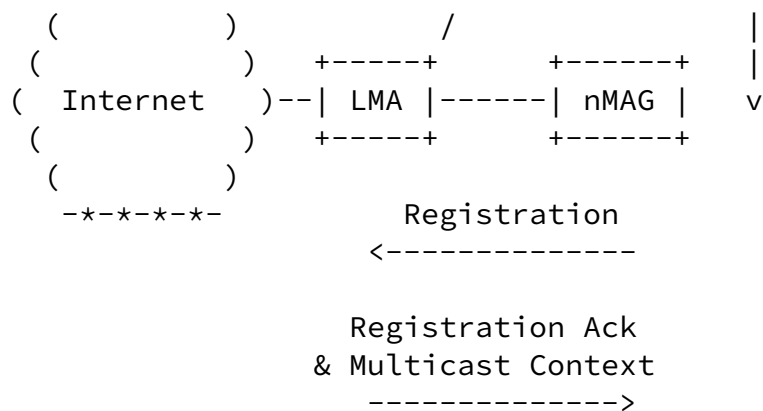 ( ) / |
( ) +-----+ +------+ |
( Internet )--| LMA |------| nMAG | v
( ) +-----+ +------+
( )
-*-*-*-*- Registration
<--------------
Registration Ack
& Multicast Context
-------------->